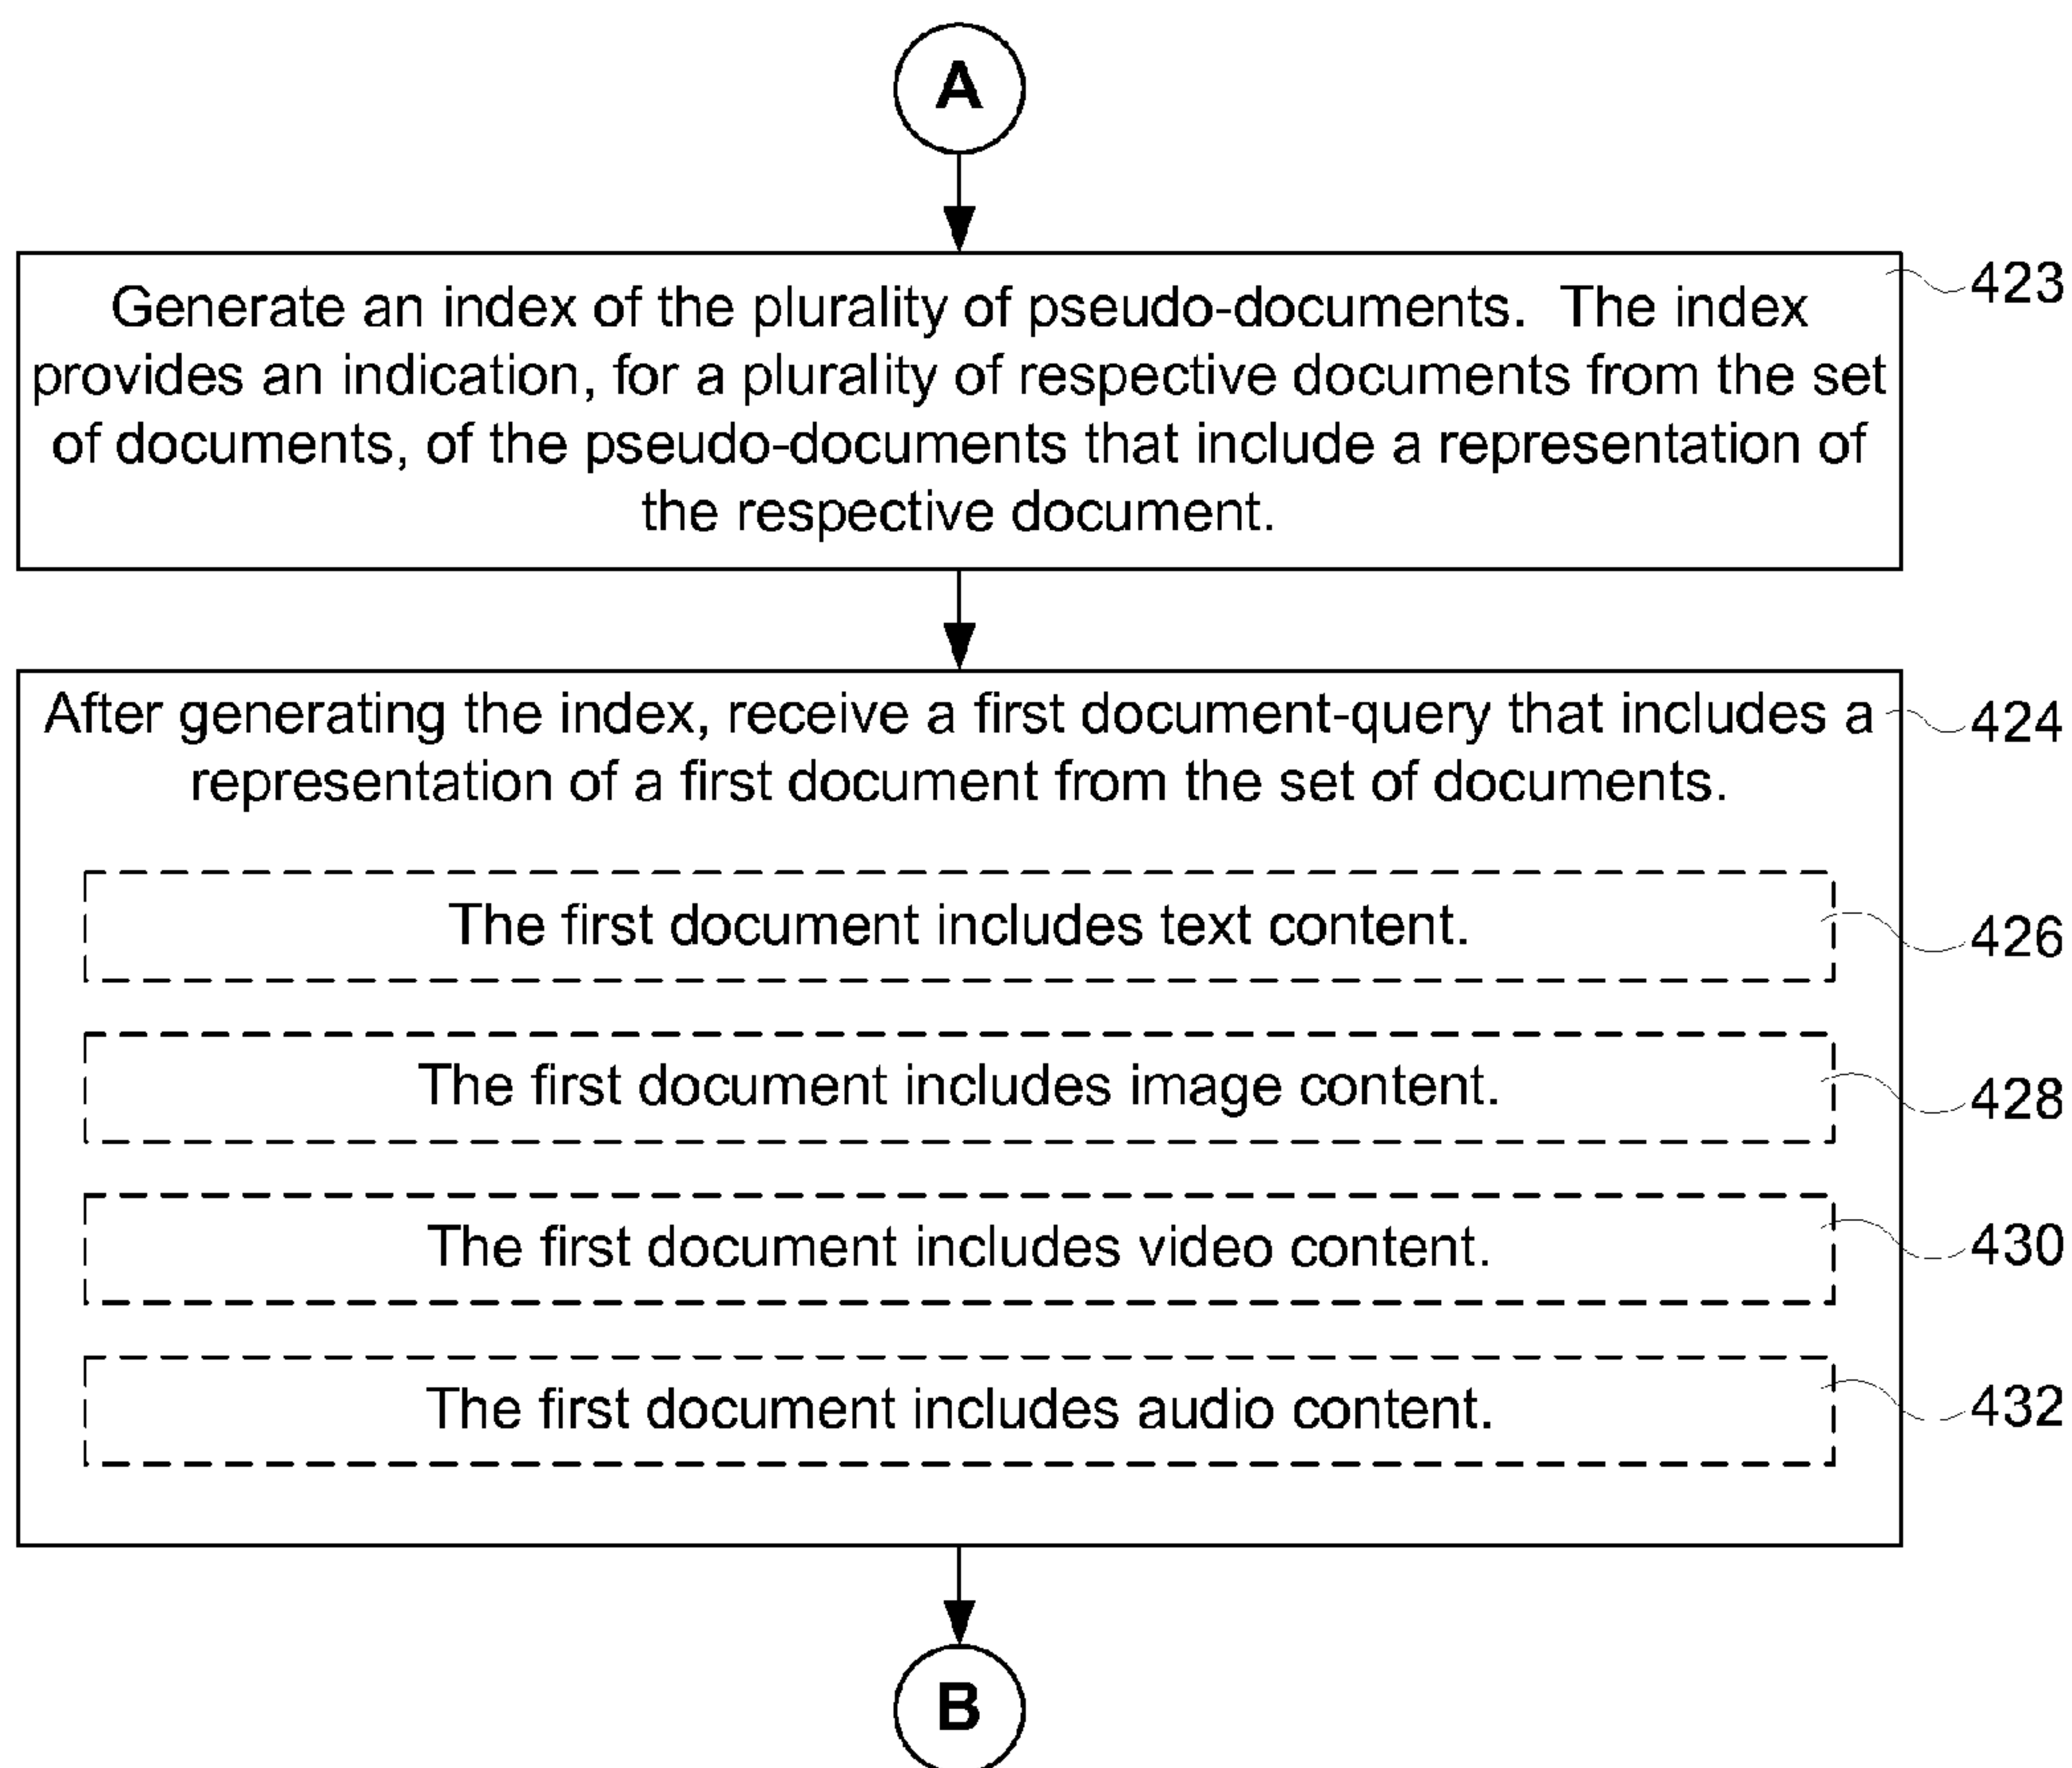 A
Generate an index of the plurality of pseudo-documents. The index
provides an indication, for a plurality of respective documents from the set
of documents, of the pseudo-documents that include a representation of
the respective document.
423
After generating the index, receive a first document-query that includes a
representation of a first document from the set of documents.
424
The first document includes text content.
426
The first document includes image content.
428
The first document includes video content.
430
The first document includes audio content.
432
B